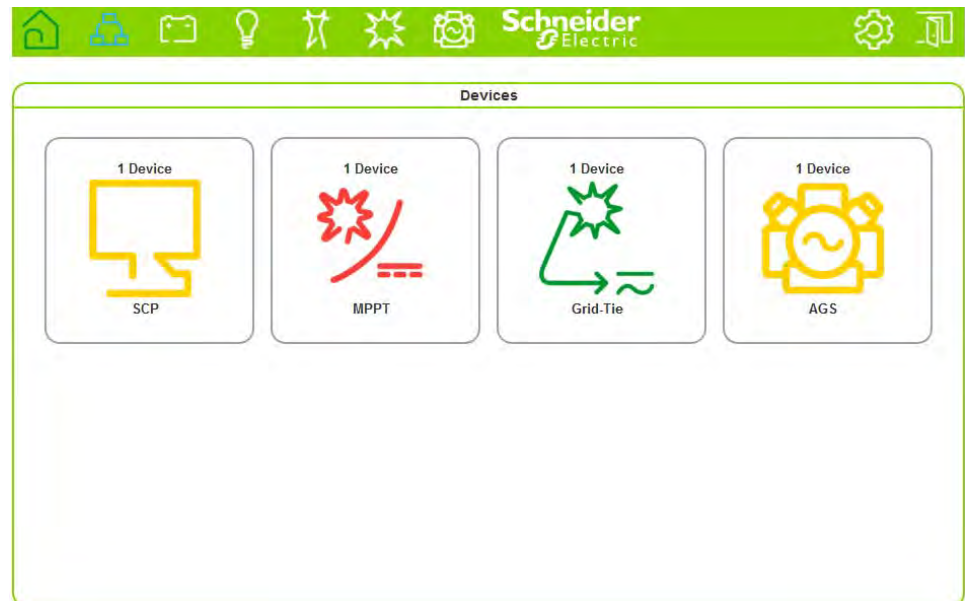 Schneider
Electric
Devices
1 Device
SCP
1 Device
MPPT
1 Device
Grid-Tie
1 Device
AGS